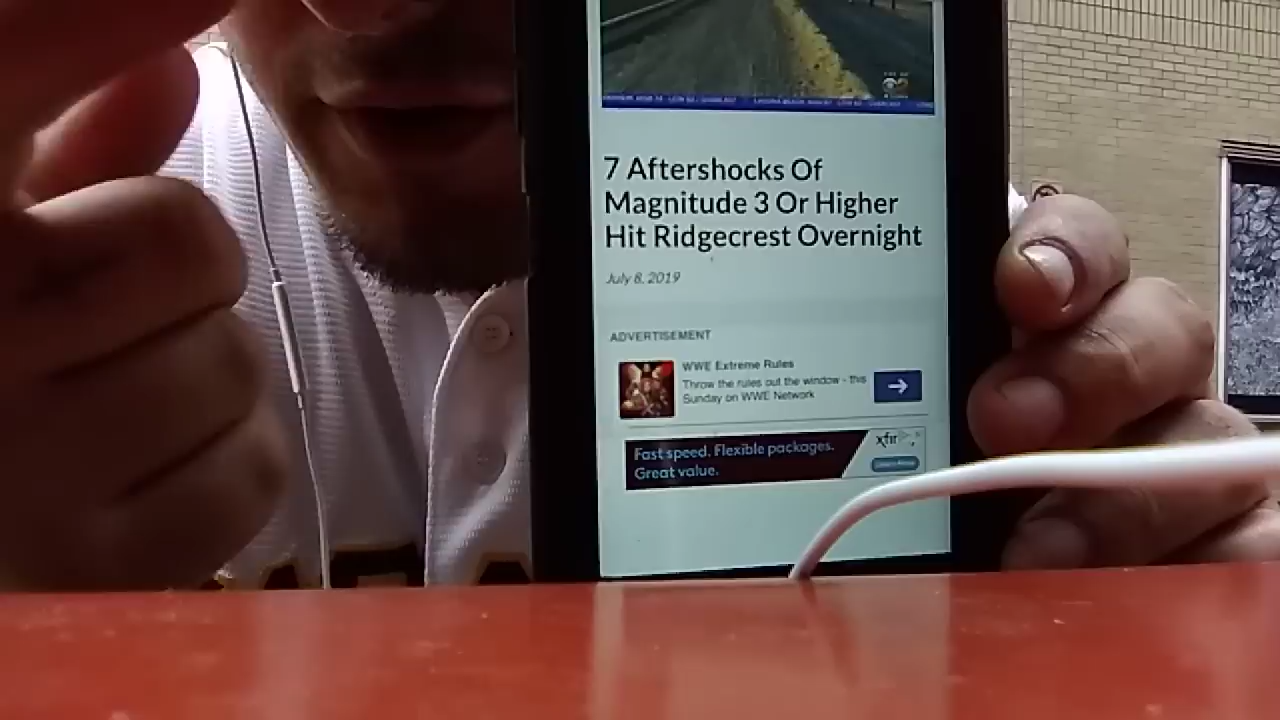 7 Aftershocks Of
Magnitude 3 Or Higher
Hit Ridgecrest Overnight
July 8, 2019
ADVERTISEMENT
WWE Extreme Rules
Throw the rules out the window - this
Sunday on WWE Network
Fast speed. Flexible packages.
Great value.